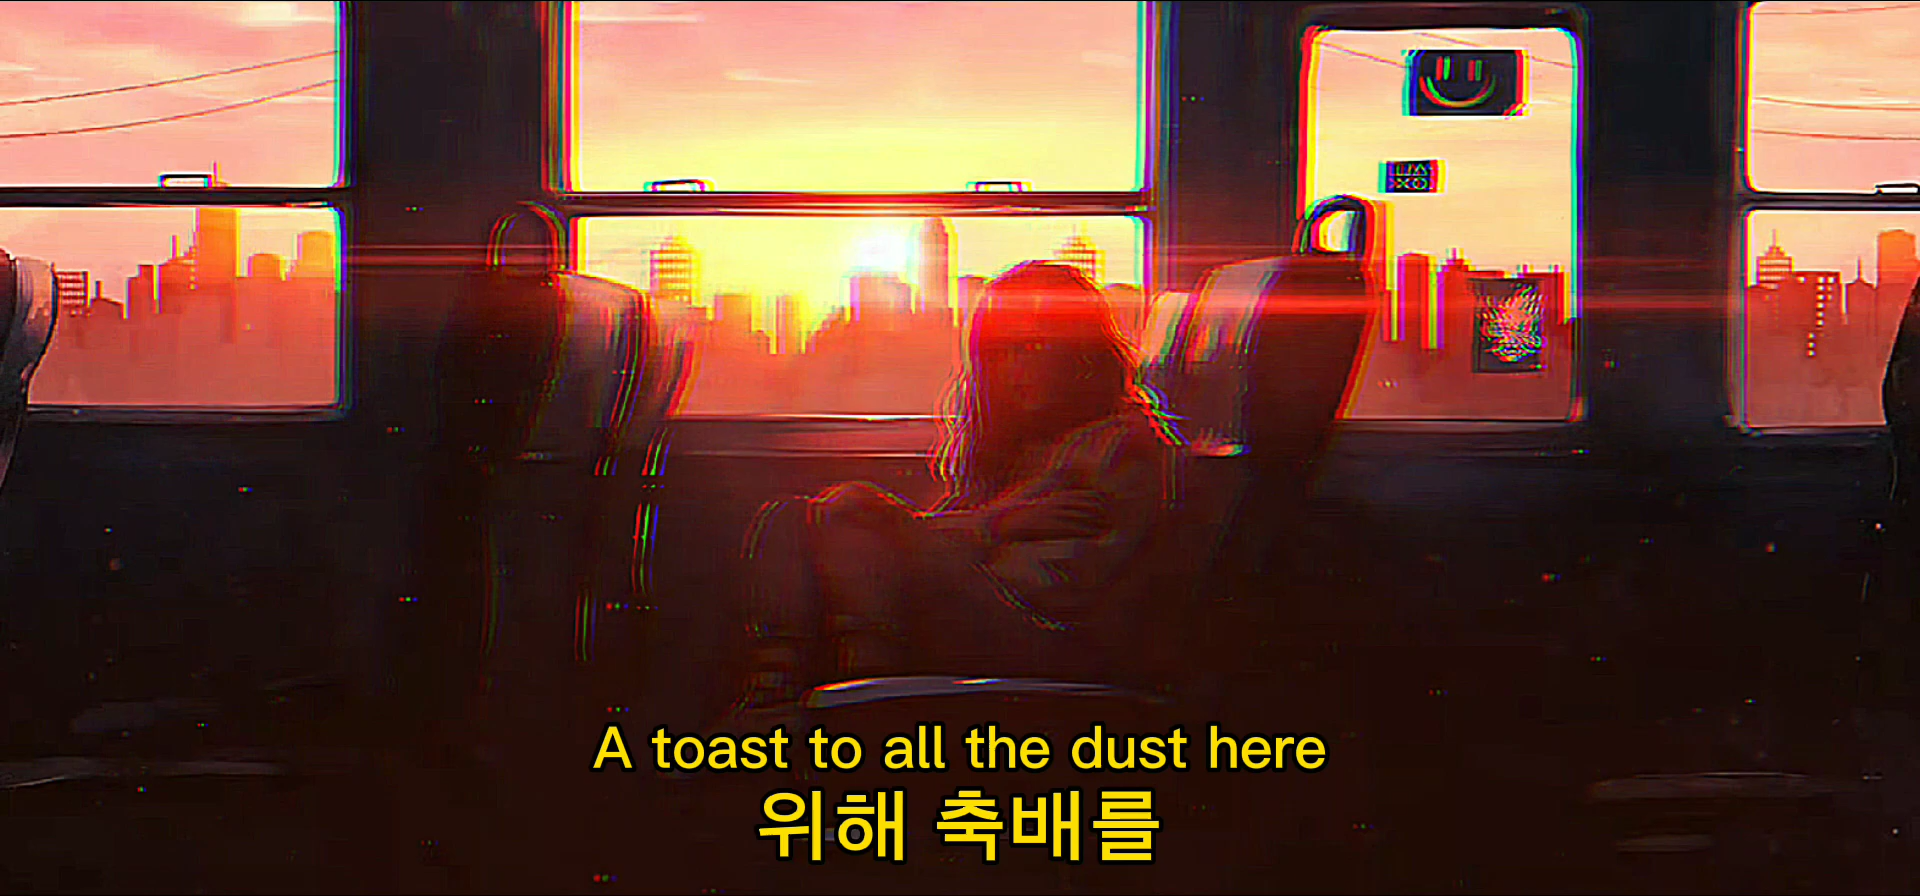 A toast to all the dust here
위해 축배를